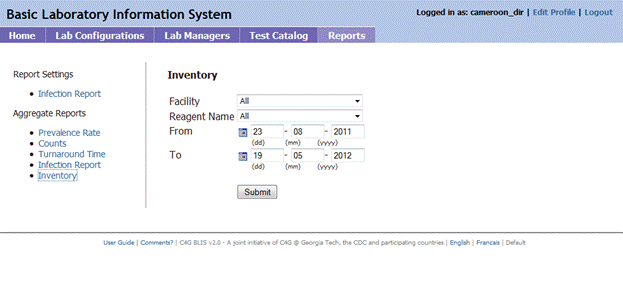 Basic Laboratory Information System
Logged in as: cameroon_dir | Edit Profile | Logout
Home Lab Configurations Lab Managers Test Catalog Reports
Report Settings
• Infection Report
Aggregate Reports
• Prevalence Rate
• Counts
• Turnaround Time
• Infection Report
• Inventory
Inventory
Facility All
Reagent Name All
From 23 - 08 - 2011
(dd) (mm) (yyyy)
To 19 - 05 - 2012
(dd) (mm) (yyyy)
Submit
User Guide | Comments? | C4G BLIS v2.0 - A joint initiative of C4G @ Georgia Tech, the CDC and participating countries | English | Francais | Default